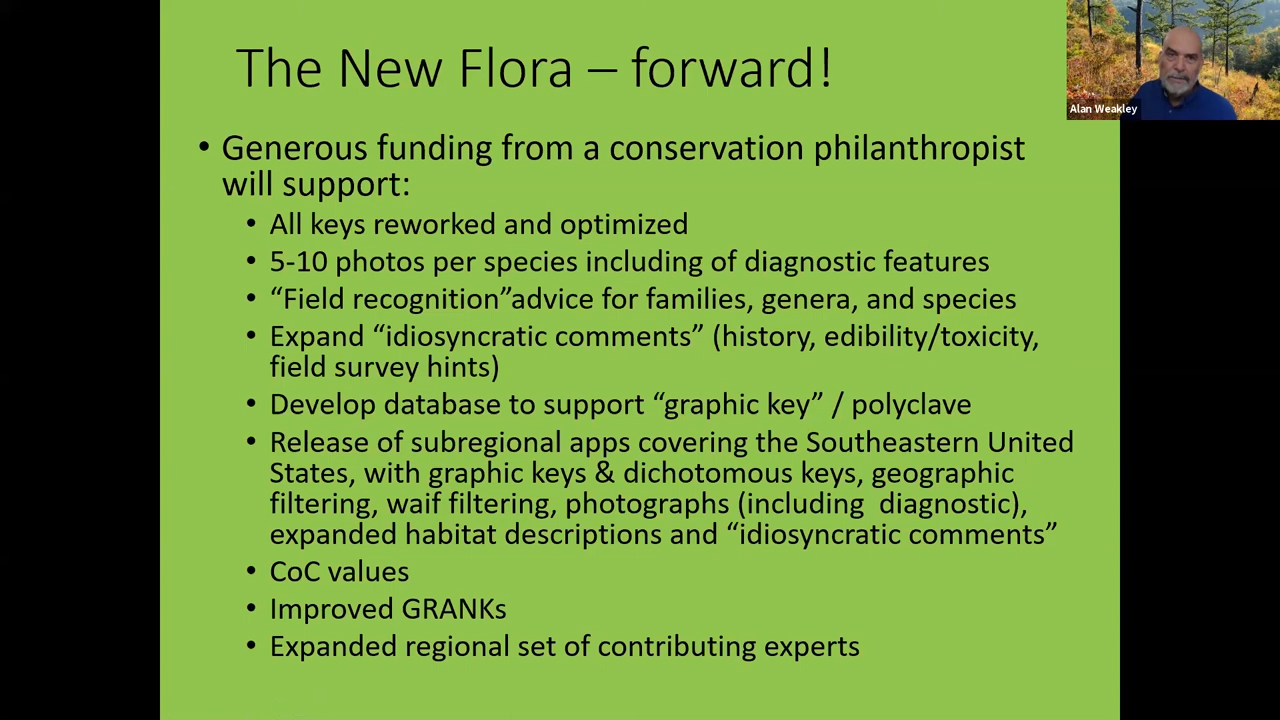 The New Flora – forward!
Alan Weakley
• Generous funding from a conservation philanthropist
will support:
• All keys reworked and optimized
• 5-10 photos per species including of diagnostic features
• “Field recognition”advice for families, genera, and species
• Expand “idiosyncratic comments” (history, edibility/toxicity,
field survey hints)
• Develop database to support “graphic key” / polyclave
• Release of subregional apps covering the Southeastern United
States, with graphic keys & dichotomous keys, geographic
filtering, waif filtering, photographs (including  diagnostic),
expanded habitat descriptions and “idiosyncratic comments”
• CoC values
• Improved GRANKs
• Expanded regional set of contributing experts